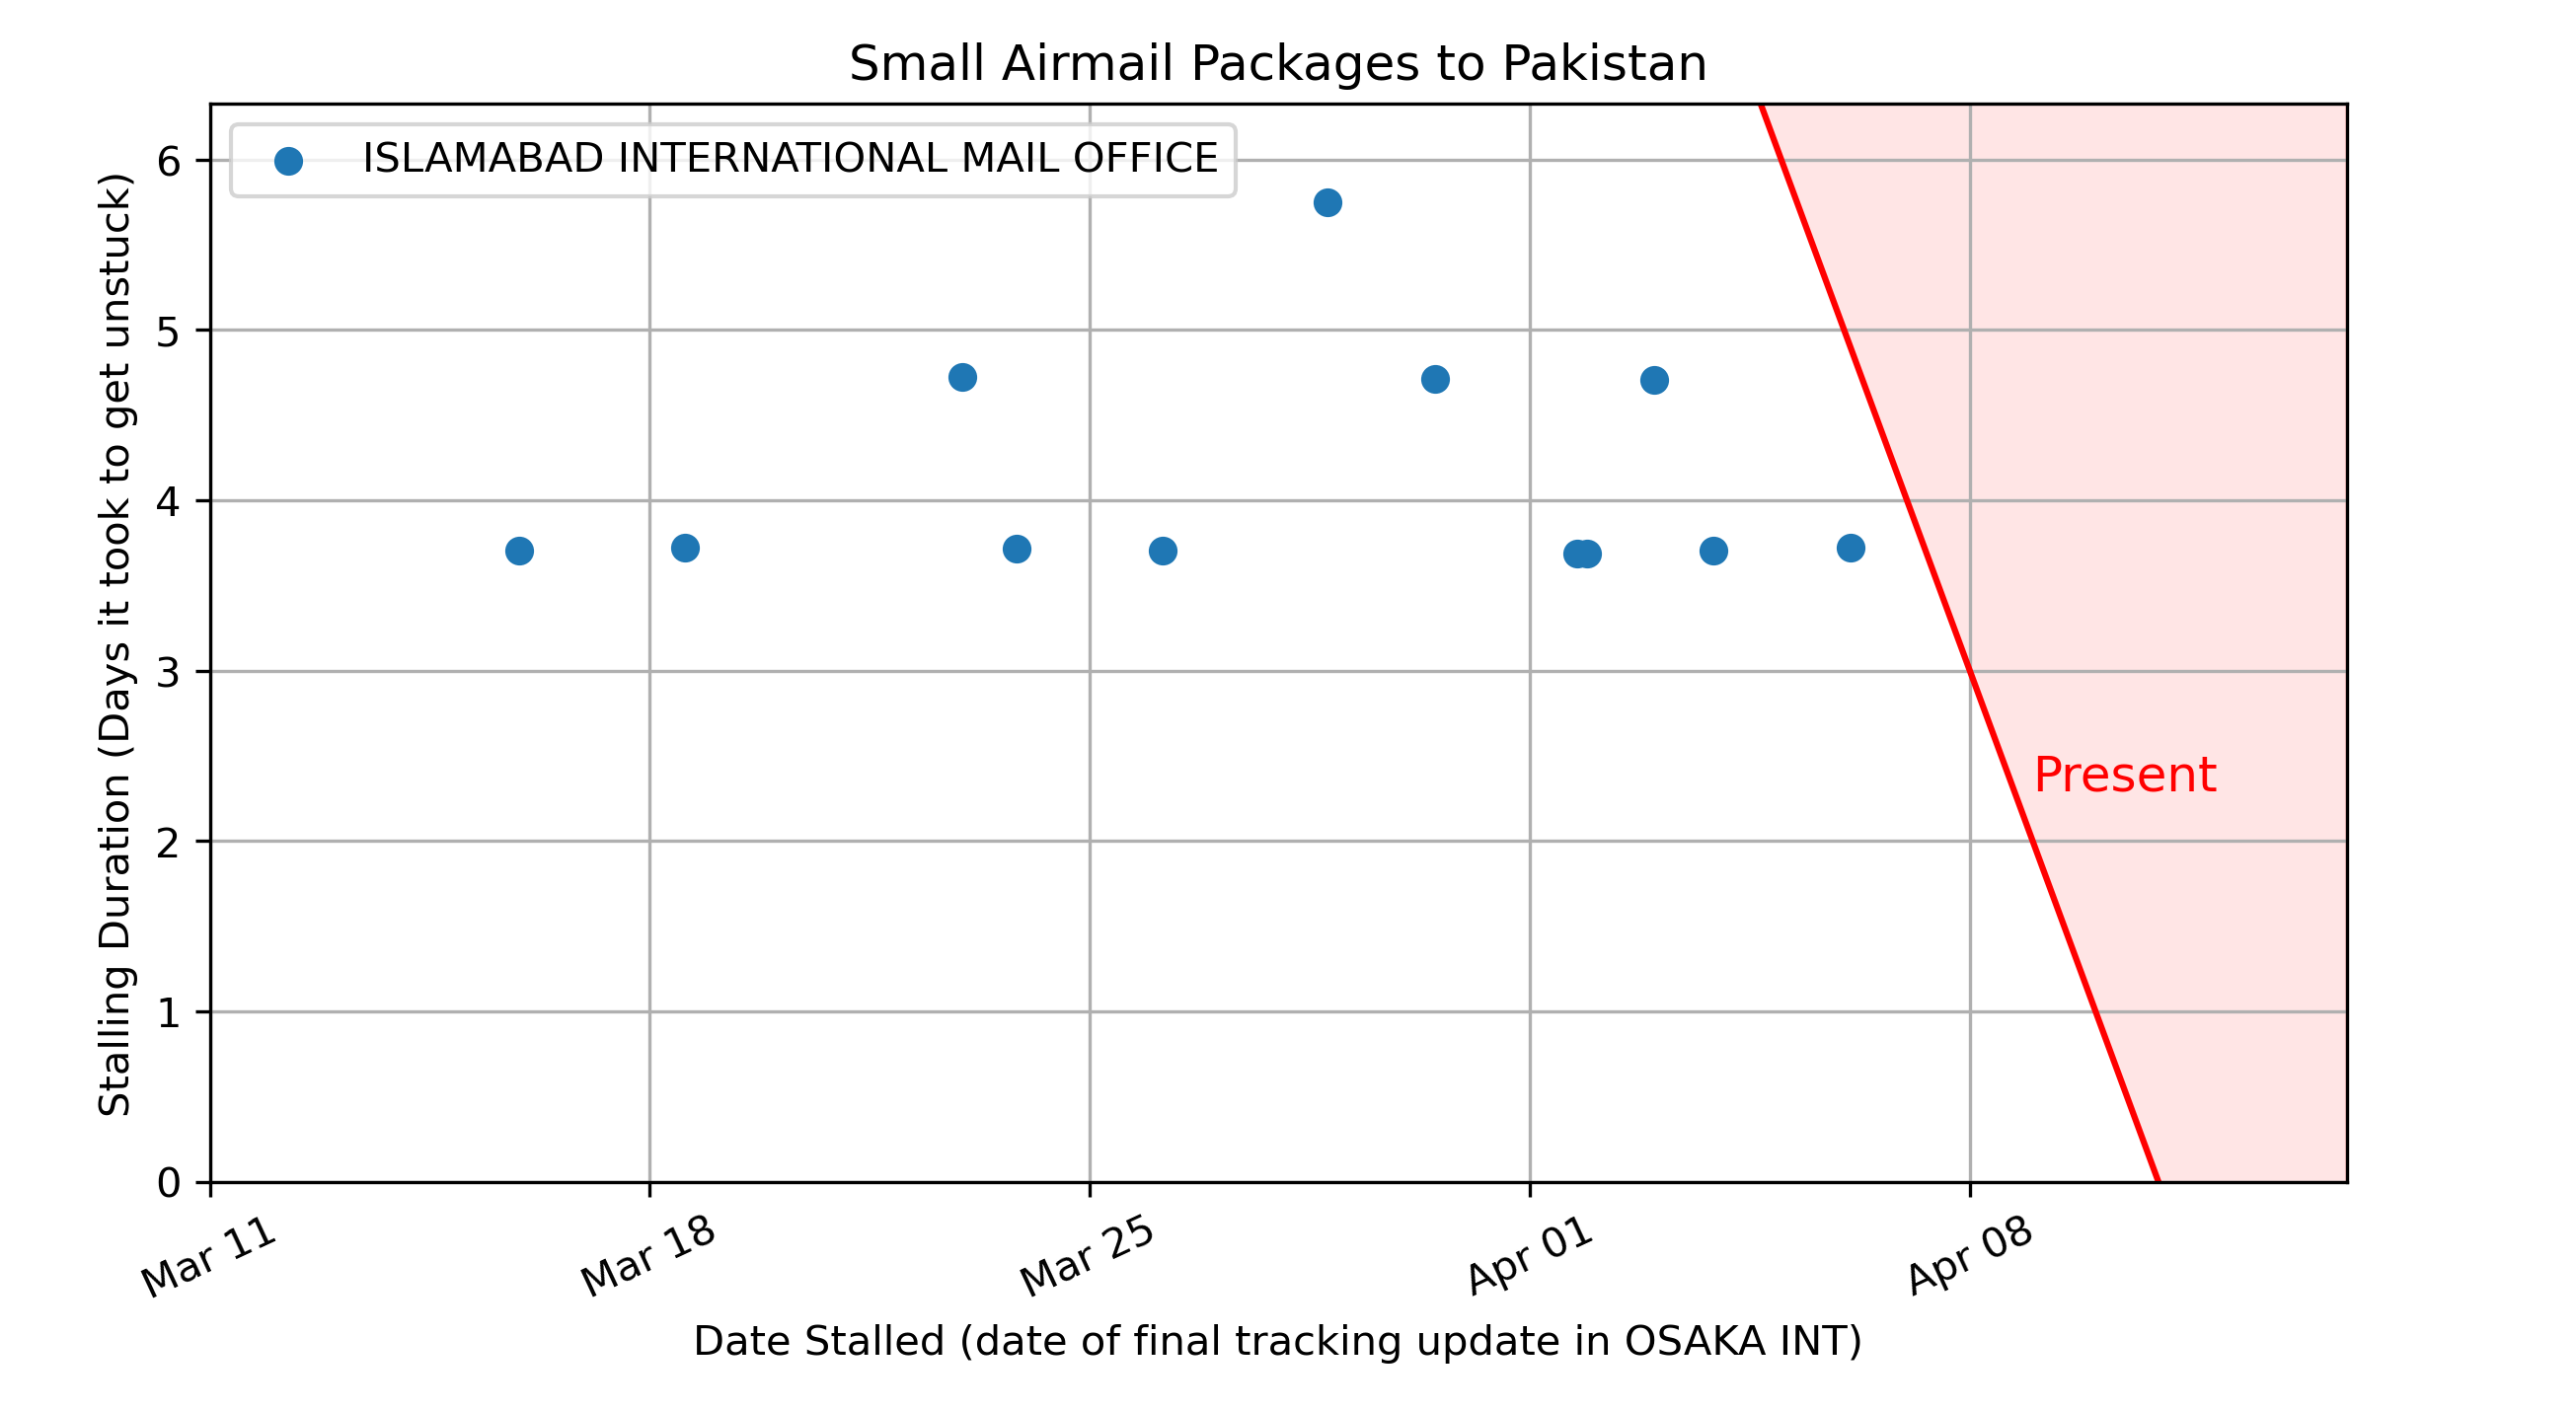 Small Airmail Packages to Pakistan
ISLAMABAD INTERNATIONAL MAIL OFFICE
Stalling Duration (Days it took to get unstuck)
6
5
4
3
2
1
0
Present
Mar 11
Mar 18
Mar 25
Apr 01
Apr 08
Date Stalled (date of final tracking update in OSAKA INT)